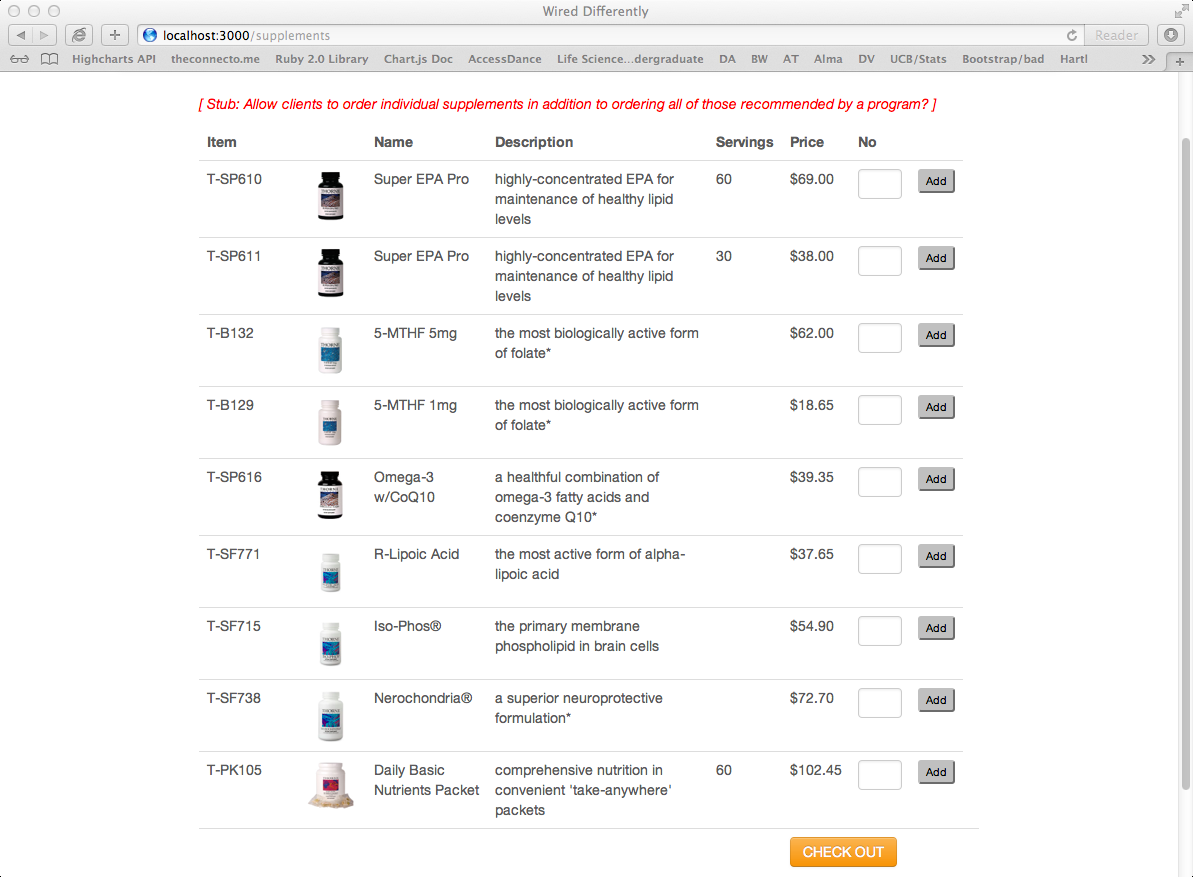 Wired Differently
localhost:3000/supplements
Reader
Highcharts API theconnecto.me Ruby 2.0 Library Chart.js Doc AccessDance Life Science...dergraduate DA BW AT Alma DV UCB/Stats Bootstrap/bad Hartl
[ Stub: Allow clients to order individual supplements in addition to ordering all of those recommended by a program? ]
Item Name Description Servings Price No
T-SP610 Super EPA Pro highly-concentrated EPA for 60 $69.00 Add
maintenance of healthy lipid
levels
T-SP611 Super EPA Pro highly-concentrated EPA for 30 $38.00 Add
maintenance of healthy lipid
levels
T-B132 5-MTHF 5mg the most biologically active form $62.00 Add
of folate*
T-B129 5-MTHF 1mg the most biologically active form $18.65 Add
of folate*
T-SP616 Omega-3 a healthful combination of $39.35 Add
w/CoQ10 omega-3 fatty acids and
coenzyme Q10*
T-SF771 R-Lipoic Acid the most active form of alpha- $37.65 Add
lipoic acid
T-SF715 Iso-Phos® the primary membrane $54.90 Add
phospholipid in brain cells
T-SF738 Nerochondria® a superior neuroprotective $72.70 Add
formulation*
T-PK105 Daily Basic comprehensive nutrition in 60 $102.45 Add
Nutrients Packet convenient 'take-anywhere'
packets
CHECK OUT